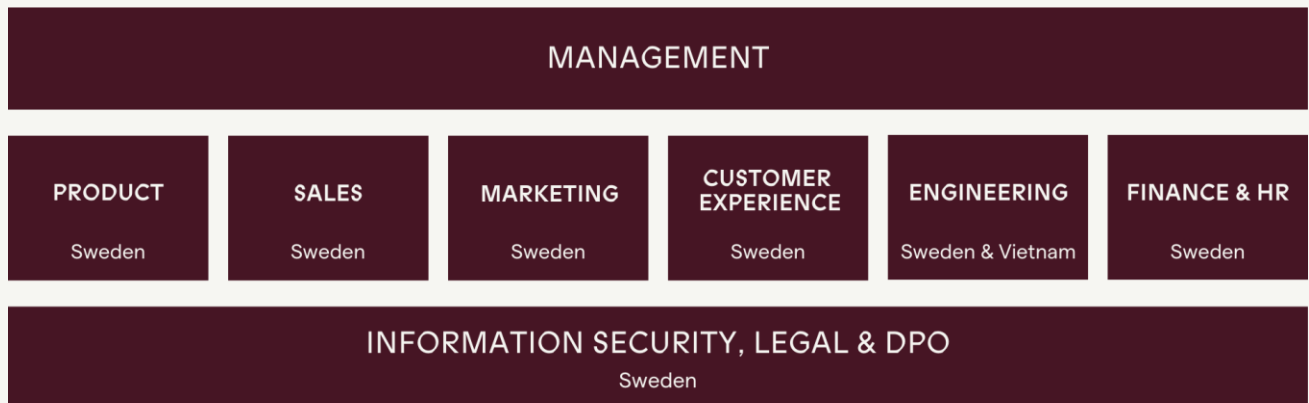 MANAGEMENT
PRODUCT
Sweden
SALES
Sweden
MARKETING
Sweden
CUSTOMER
EXPERIENCE
Sweden
ENGINEERING
Sweden & Vietnam
FINANCE & HR
Sweden
INFORMATION SECURITY, LEGAL & DPO
Sweden